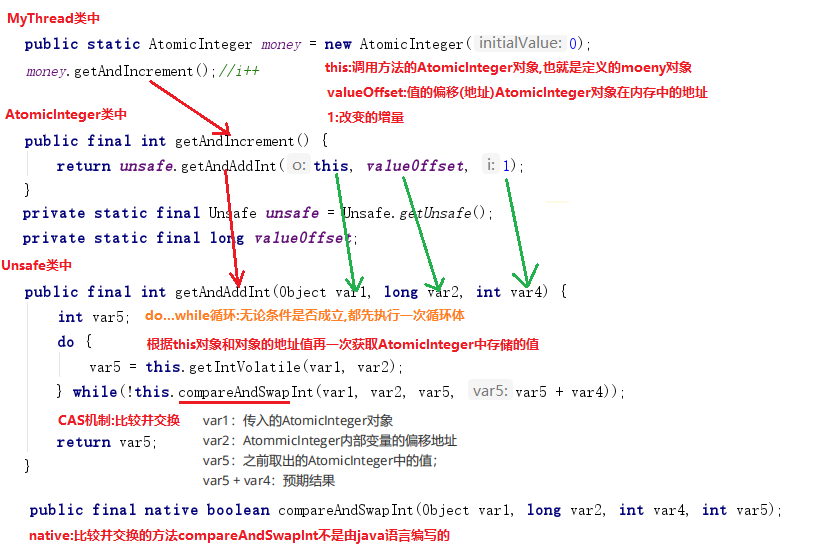 MyThread类中
public static AtomicInteger money = new AtomicInteger( initialValue: 0);
money.getAndIncrement();//i++
this:调用方法的AtomicInteger对象,也就是定义的moeny对象
valueOffset:值的偏移(地址)AtomicInteger对象在内存中的地址
1:改变的增量
AtomicInteger类中
public final int getAndIncrement() {
return unsafe.getAndAddInt( o: this, valueOffset, i: 1);
}
private static final Unsafe unsafe = Unsafe.getUnsafe();
private static final long valueOffset;
Unsafe类中
public final int getAndAddInt(Object var1, long var2, int var4) {
int var5; do...while循环:无论条件是否成立,都先执行一次循环体
do { 根据this对象和对象的地址值再一次获取AtomicInteger中存储的值
var5 = this.getIntVolatile(var1, var2);
} while(!this.compareAndSwapInt(var1, var2, var5, var5: var5 + var4));
CAS机制:比较并交换
var1：传入的AtomicInteger对象
var2：AtommicInteger内部变量的偏移地址
return var5;
var5：之前取出的AtomicInteger中的值；
var5 + var4：预期结果
}
public final native boolean compareAndSwapInt(Object var1, long var2, int var4, int var5);
native:比较并交换的方法compareAndSwapInt不是由java语言编写的